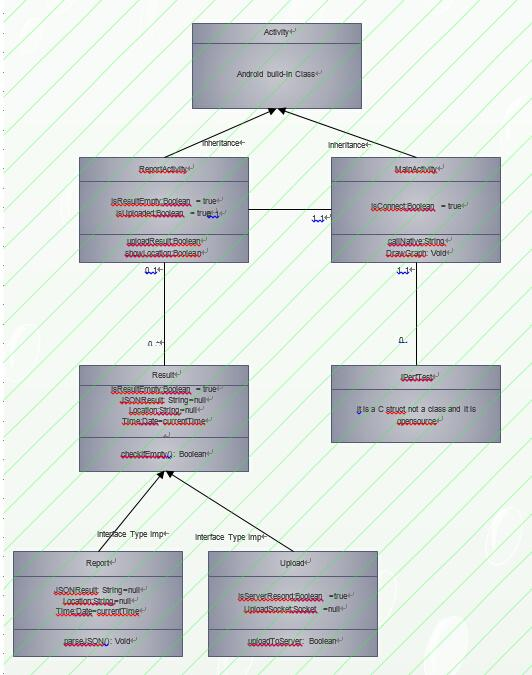 Activity
Android build-in Class
Inheritance
Inheritance
ReportActivity
MainActivity
isResultEmpty:Boolean = true
isUploaded:Boolean = true
isConnect:Boolean = true
1..1
uploadResult:Boolean
showLocation:Boolean
callNative:String
DrawGraph: Void
0..1
1..1
0..*
0..
Result
IPerfTest
isResultEmpty:Boolean = true
JSONResult: String=null
Location:String=null
Time:Date=currentTime
It is a C struct not a class and it is
opensource
checkIfEmpty(): Boolean
Interface Type Imp
Interface Type Imp
Report
Upload
JSONResult: String=null
Location:String=null
Time:Date=currentTime
isServerResond:Boolean =true
UploadSocket:Socket =null
parseJSON(): Void
uploadToServer: Boolean